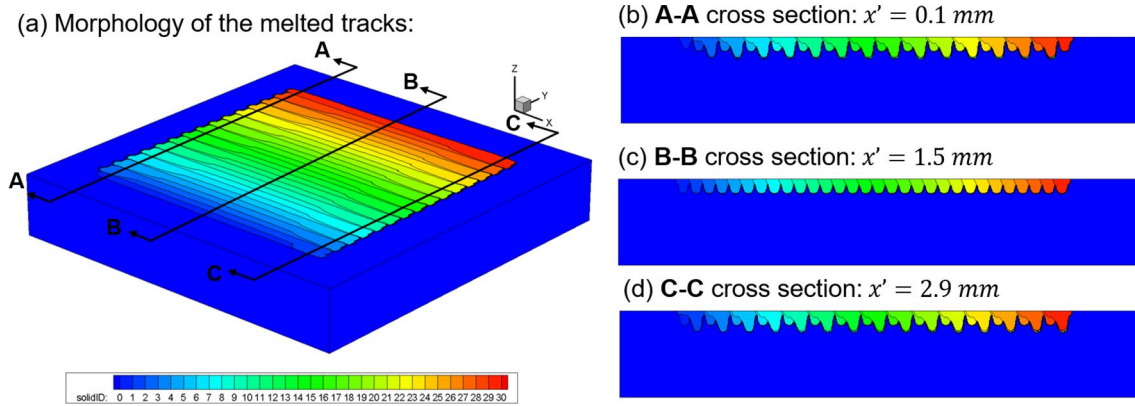 (a) Morphology of the melted tracks:
A
B
C
Z
Y
X
A
B
C
solidID: 0 1 2 3 4 5 6 7 8 9 10 11 12 13 14 15 16 17 18 19 20 21 22 23 24 25 26 27 28 29 30
(b) A-A cross section: x' = 0.1 mm
(c) B-B cross section: x' = 1.5 mm
(d) C-C cross section: x' = 2.9 mm